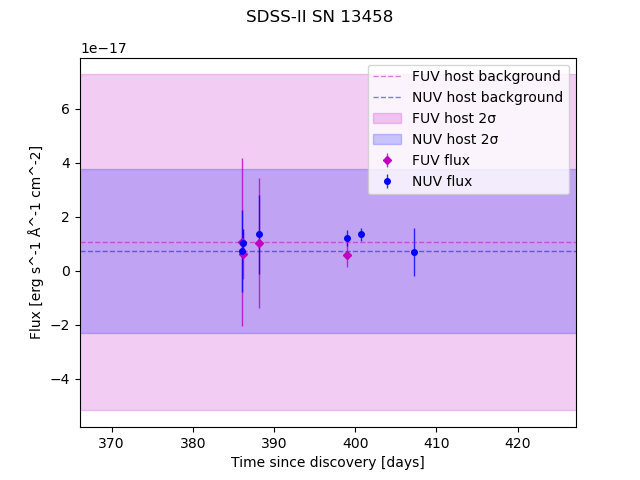 SDSS-II SN 13458
1e−17
FUV host background
NUV host background
FUV host 2σ
NUV host 2σ
FUV flux
NUV flux
6
4
2
0
−2
−4
Flux [erg s^-1 Å^-1 cm^-2]
370 380 390 400 410 420
Time since discovery [days]